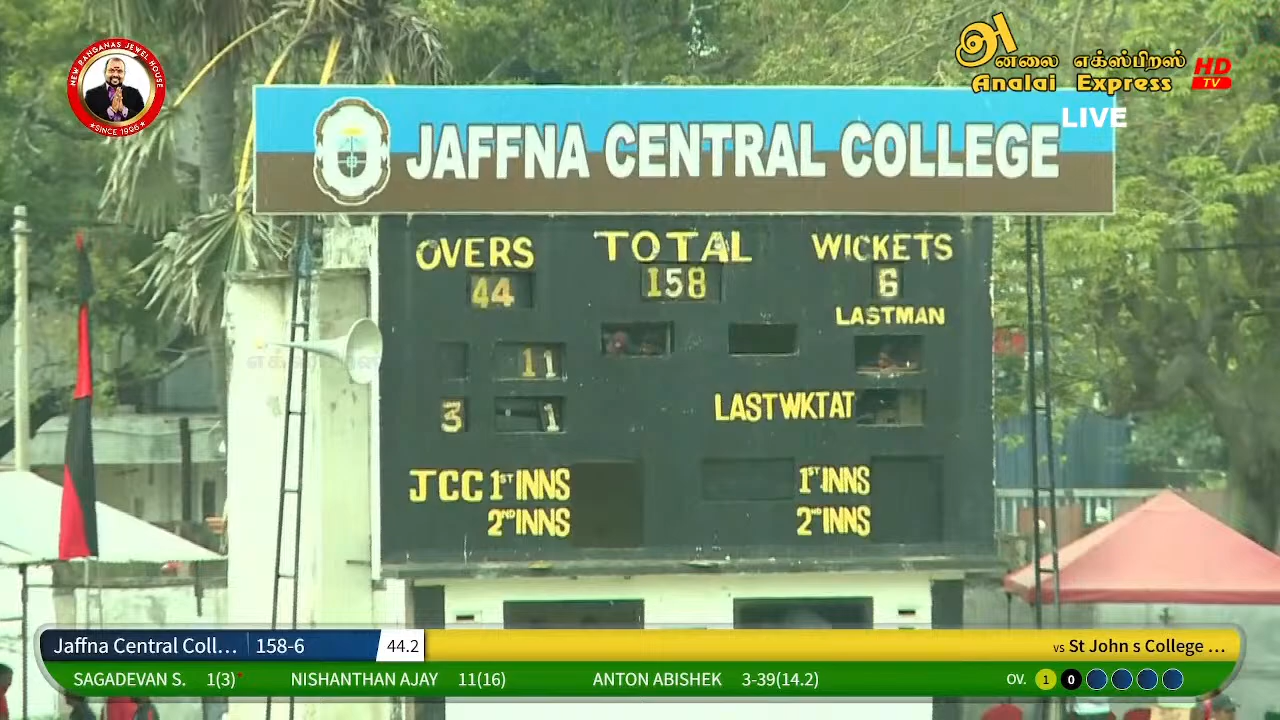 NEW RANGANAS JEWEL HOUSE
★SINCE 1996★
அனலை எக்ஸ்பிறஸ்
Analai Express
HD
TV
LIVE
JAFFNA CENTRAL COLLEGE
OVERS TOTAL WICKETS
44 158 6
LASTMAN
11
3 1 LASTWKTAT
JCC 1ST INNS 1ST INNS
2ND INNS 2ND INNS
Jaffna Central Coll... 158-6 44.2 vs St John s College ...
SAGADEVAN S. 1(3)* NISHANTHAN AJAY 11(16) ANTON ABISHEK 3-39(14.2) OV. 1 0